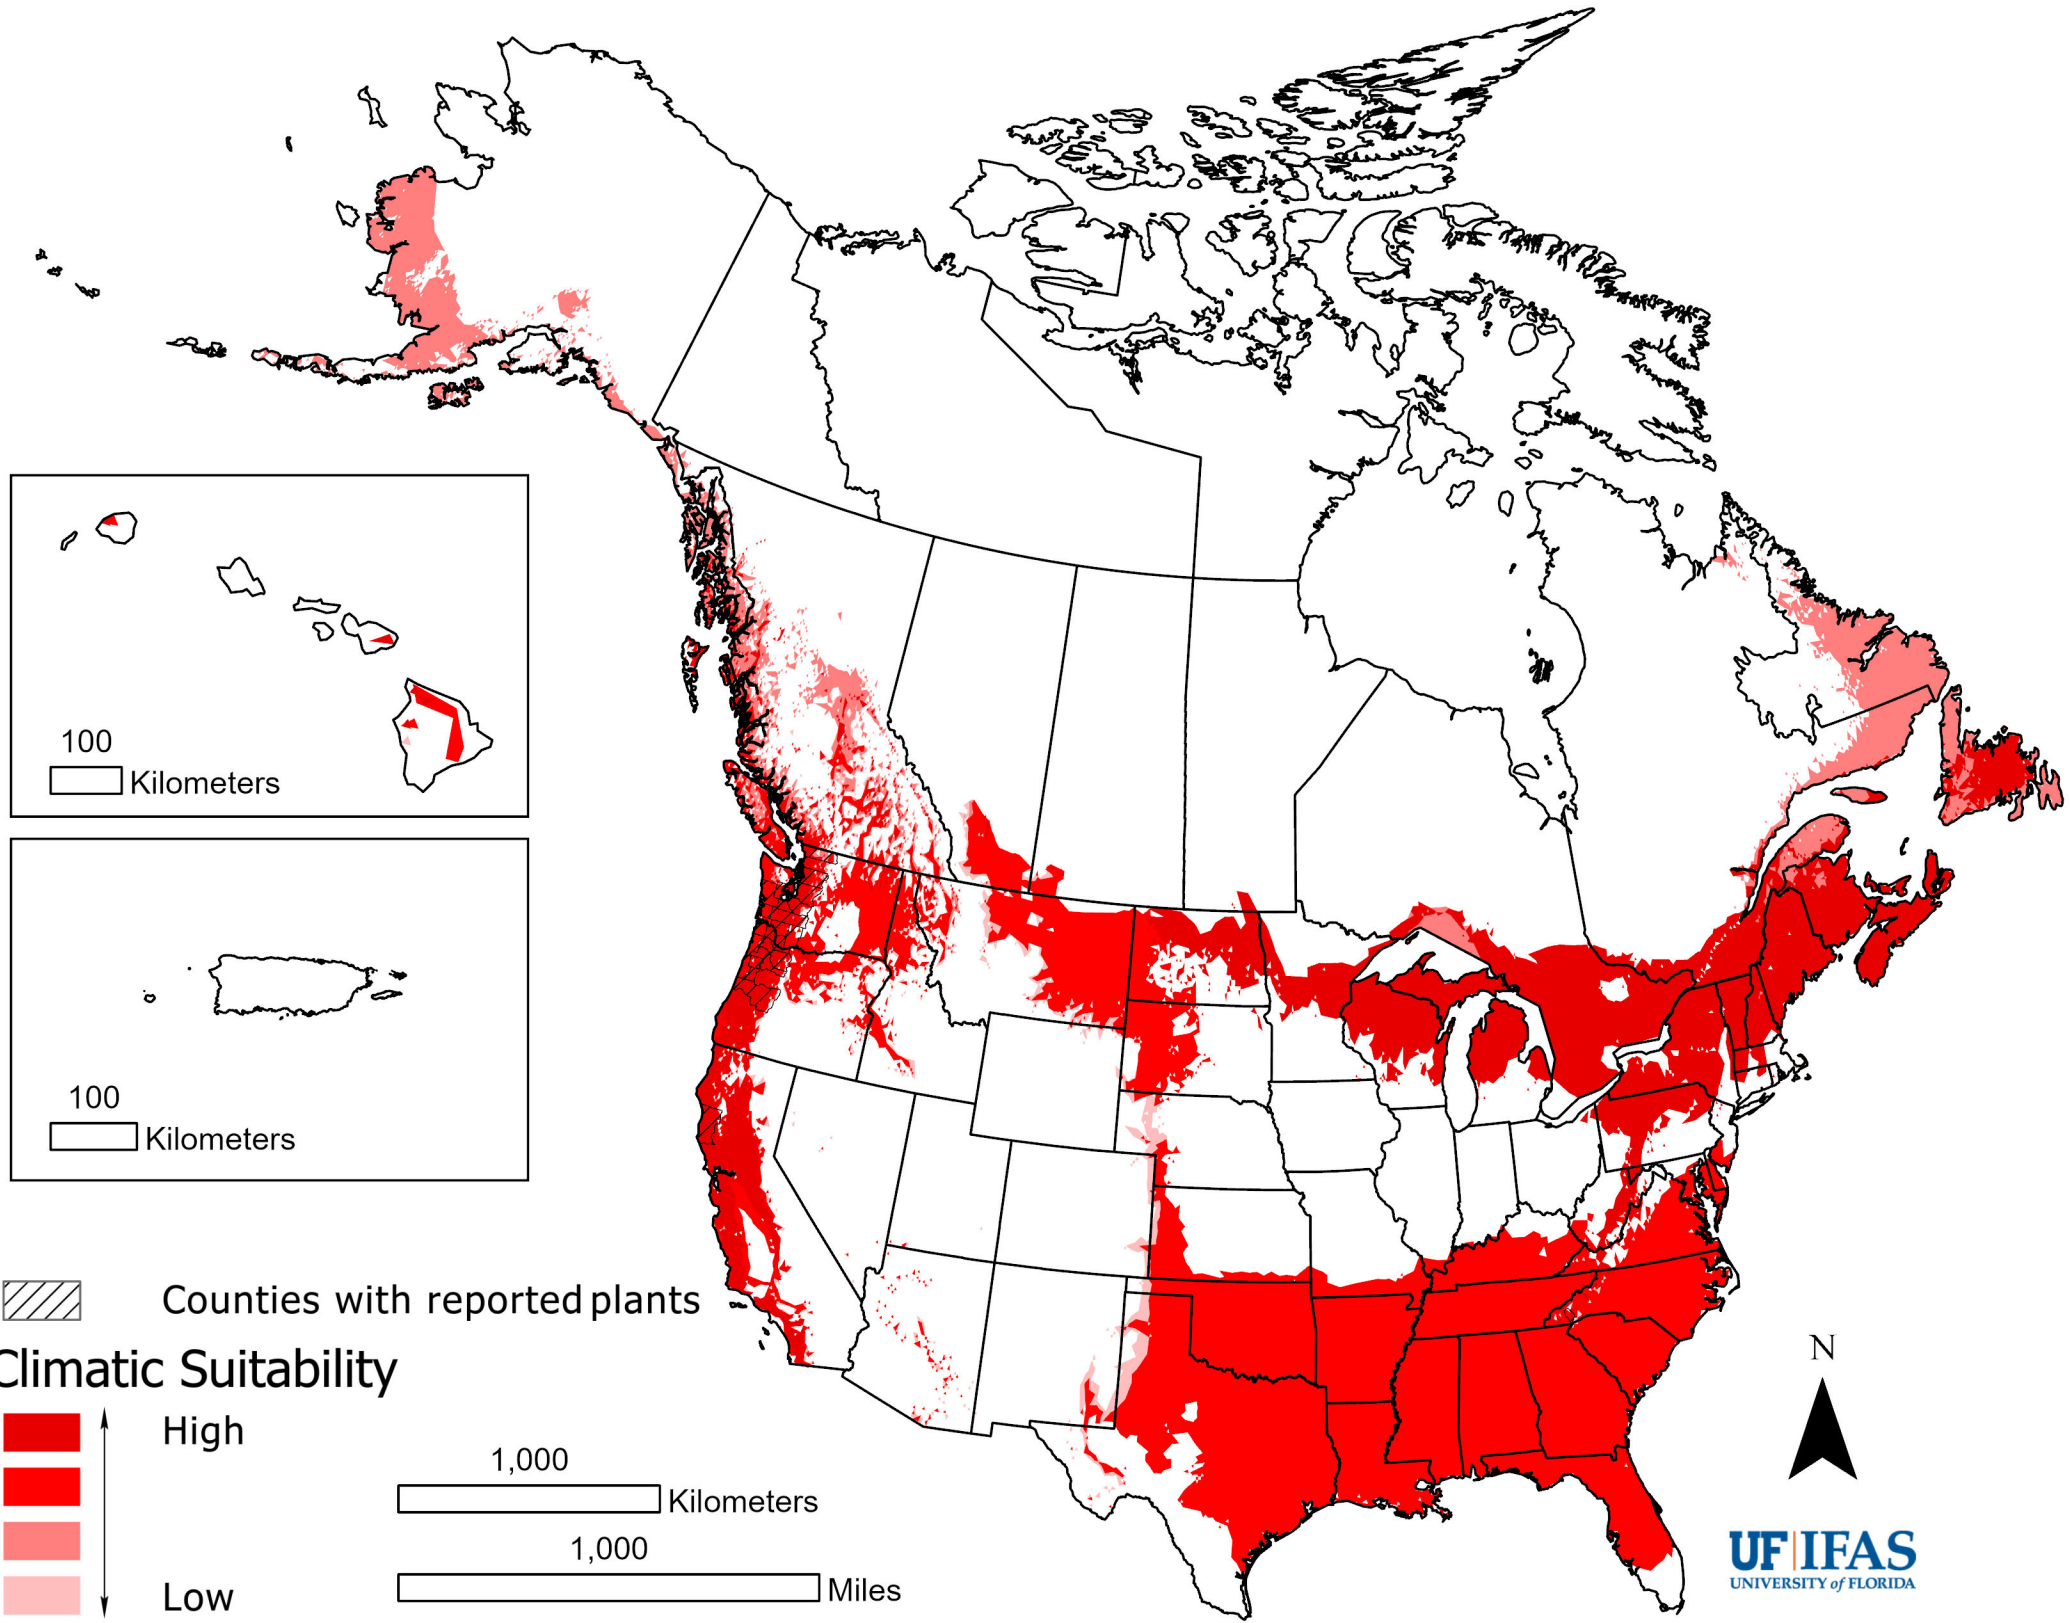 100
Kilometers
100
Kilometers
Counties with reported plants
Climatic Suitability
High
Low
1,000
Kilometers
1,000
Miles
N
UF|IFAS
UNIVERSITY of FLORIDA